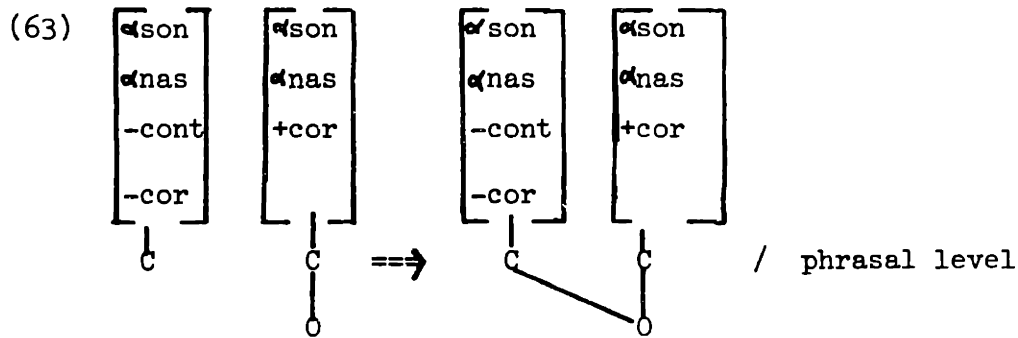 (63) αson αson αson αson
αnas αnas αnas αnas
-cont +cor -cont +cor
-cor -cor
C C ==⇒ C C / phrasal level
O O